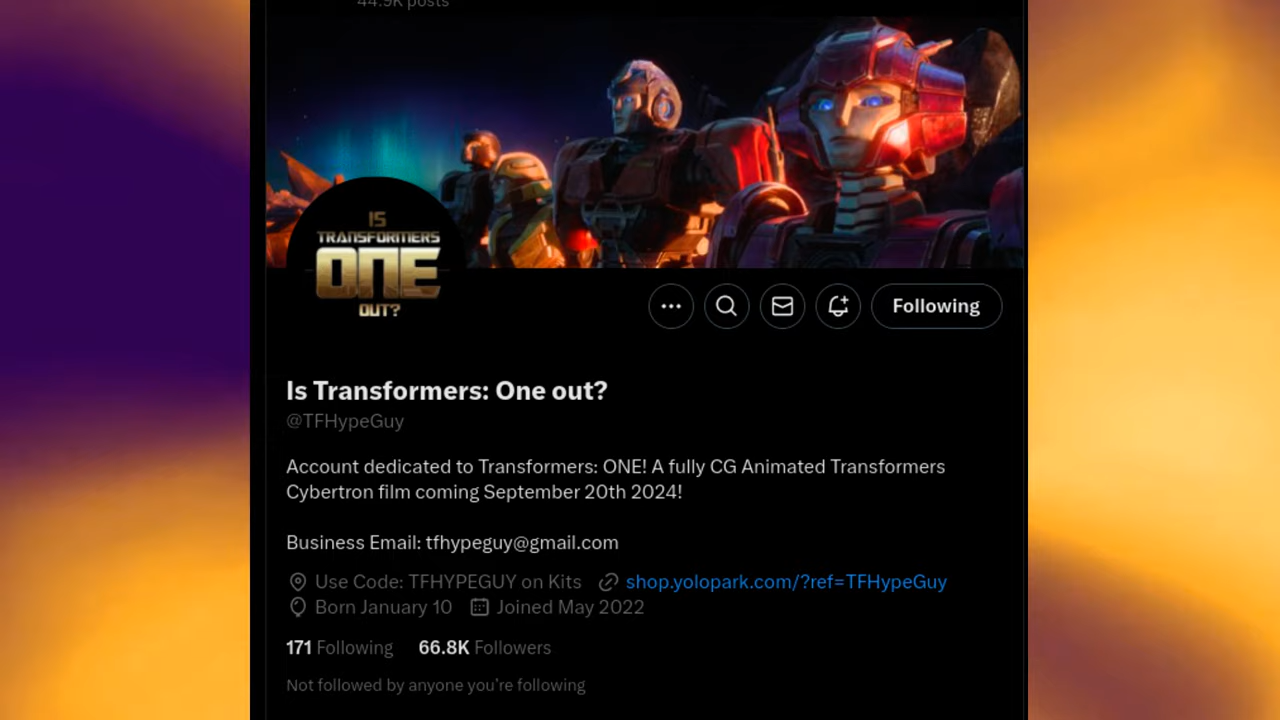 44.9K posts
IS
TRANSFORMERS
ONE
OUT?
Following
Is Transformers: One out?
@TFHypeGuy
Account dedicated to Transformers: ONE! A fully CG Animated Transformers
Cybertron film coming September 20th 2024!
Business Email: tfhypeguy@gmail.com
Use Code: TFHYPEGUY on Kits shop.yolopark.com/?ref=TFHypeGuy
Born January 10 Joined May 2022
171 Following 66.8K Followers
Not followed by anyone you’re following